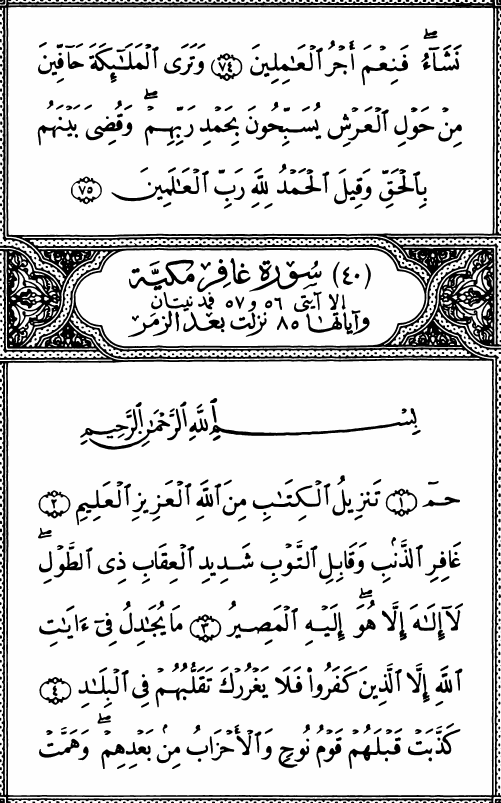 نَشَآءُ ۖ فَنِعۡمَ أَجۡرُ ٱلۡعَٰمِلِينَ ﴿٧٤﴾ وَتَرَى ٱلۡمَلَٰٓئِكَةَ حَآفِّينَ
مِنۡ حَوۡلِ ٱلۡعَرۡشِ يُسَبِّحُونَ بِحَمۡدِ رَبِّهِمۡ ۖ وَقُضِيَ بَيۡنَهُم
بِٱلۡحَقِّ وَقِيلَ ٱلۡحَمۡدُ لِلَّهِ رَبِّ ٱلۡعَٰلَمِينَ ﴿٧٥﴾
(٤٠) سُورَة غَافِر مَكيَّة
إلا آيتى ٥٦ و ٥٧ فمدنيتان
وآياتها ٨٥ نزلت بعد الزمر
بِسۡمِ ٱللَّهِ ٱلرَّحۡمَٰنِ ٱلرَّحِيمِ
حمٓ ﴿١﴾ تَنزِيلُ ٱلۡكِتَٰبِ مِنَ ٱللَّهِ ٱلۡعَزِيزِ ٱلۡعَلِيمِ ﴿٢﴾
غَافِرِ ٱلذَّنۢبِ وَقَابِلِ ٱلتَّوۡبِ شَدِيدِ ٱلۡعِقَابِ ذِي ٱلطَّوۡلِ ۖ
لَآ إِلَٰهَ إِلَّا هُوَ ۖ إِلَيۡهِ ٱلۡمَصِيرُ ﴿٣﴾ مَا يُجَٰدِلُ فِيٓ ءَايَٰتِ
ٱللَّهِ إِلَّا ٱلَّذِينَ كَفَرُواْ فَلَا يَغۡرُرۡكَ تَقَلُّبُهُمۡ فِي ٱلۡبِلَٰدِ ﴿٤﴾
كَذَّبَتۡ قَبۡلَهُمۡ قَوۡمُ نُوحٖ وَٱلۡأَحۡزَابُ مِنۢ بَعۡدِهِمۡ ۖ وَهَمَّتۡ